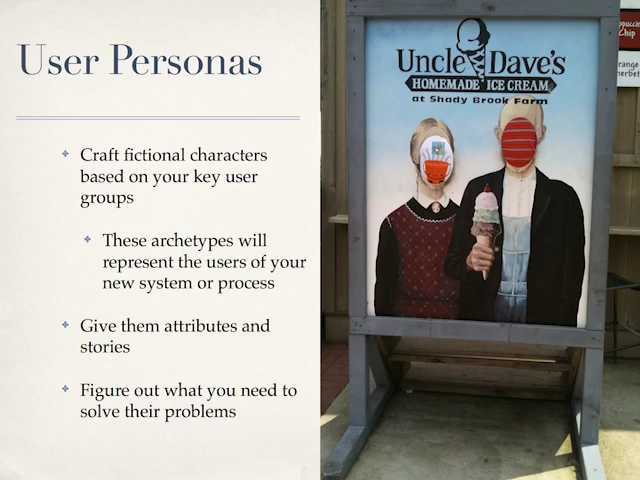 User Personas
Craft fictional characters
based on your key user
groups
These archetypes will
represent the users of your
new system or process
Give them attributes and
stories
Figure out what you need to
solve their problems
Uncle Dave's
HOMEMADE ICE CREAM
at Shady Brook Farm
Chip